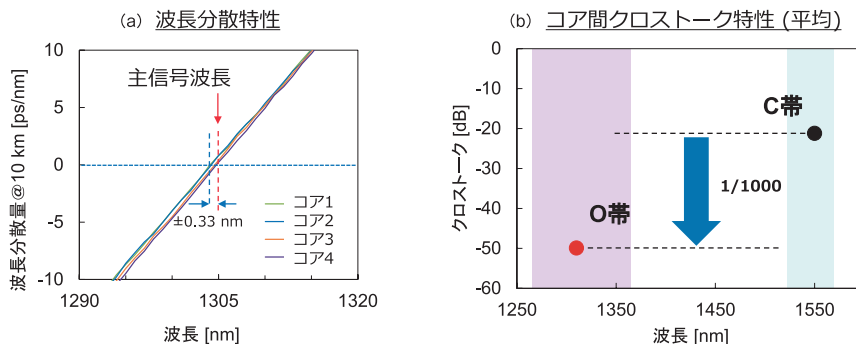 (a) 波長分散特性
10
5
0
-5
-10
波長分散量@10 km [ps/nm]
主信号波長
±0.33 nm
コア1
コア2
コア3
コア4
1290
1305
1320
波長 [nm]
(b) コア間クロストーク特性 (平均)
0
-10
-20
-30
-40
-50
-60
クロストーク [dB]
C帯
1/1000
O帯
1250
1350
1450
1550
波長 [nm]